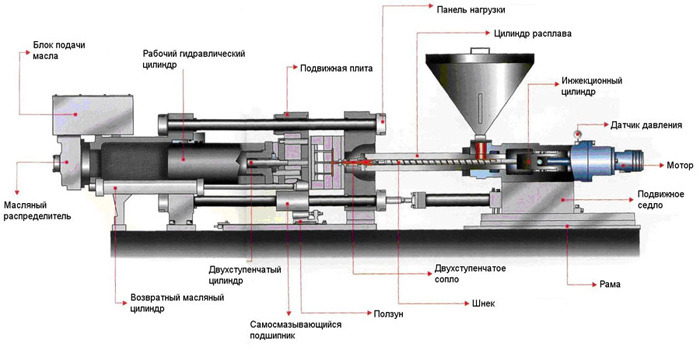 Панель нагрузки
Блок подачи
масла
Рабочий гидравлический
цилиндр
Подвижная плита
Цилиндр расплава
Инжекционный
цилиндр
Датчик давления
Мотор
Масляный
распределитель
Подвижное
седло
Двухступенчатый
цилиндр
Двухступенчатое
сопло
Рама
Возвратный масляный
цилиндр
Самосмазывающийся
подшипник
Ползун
Шнек